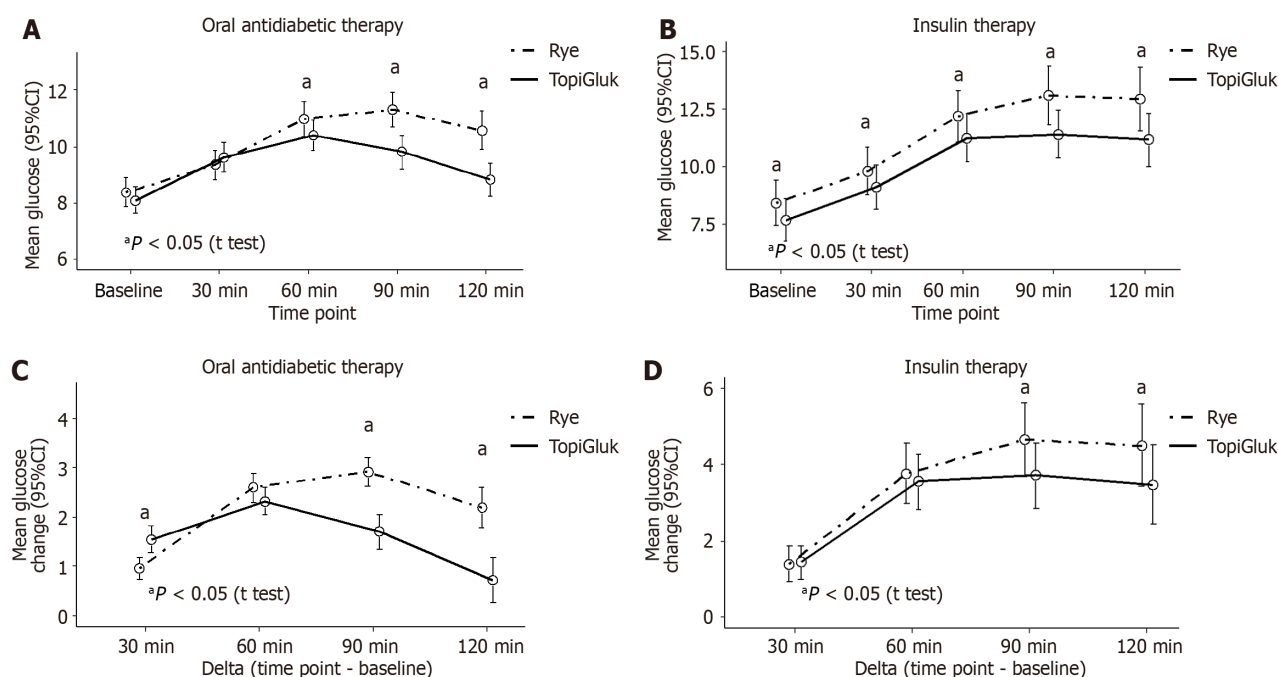 A
Oral antidiabetic therapy
Rye
TopiGluk
Mean glucose (95%CI)
12
10
8
6
a
a
a
ᵃP < 0.05 (t test)
Baseline
30 min
60 min
90 min
120 min
Time point
B
Insulin therapy
Rye
TopiGluk
Mean glucose (95%CI)
15.0
12.5
10.0
7.5
a
a
a
a
a
ᵃP < 0.05 (t test)
Baseline
30 min
60 min
90 min
120 min
Time point
C
Oral antidiabetic therapy
Rye
TopiGluk
Mean glucose
change (95%CI)
4
3
2
1
0
a
a
a
ᵃP < 0.05 (t test)
30 min
60 min
90 min
120 min
Delta (time point - baseline)
D
Insulin therapy
Rye
TopiGluk
Mean glucose
change (95%CI)
6
4
2
0
a
a
ᵃP < 0.05 (t test)
30 min
60 min
90 min
120 min
Delta (time point - baseline)